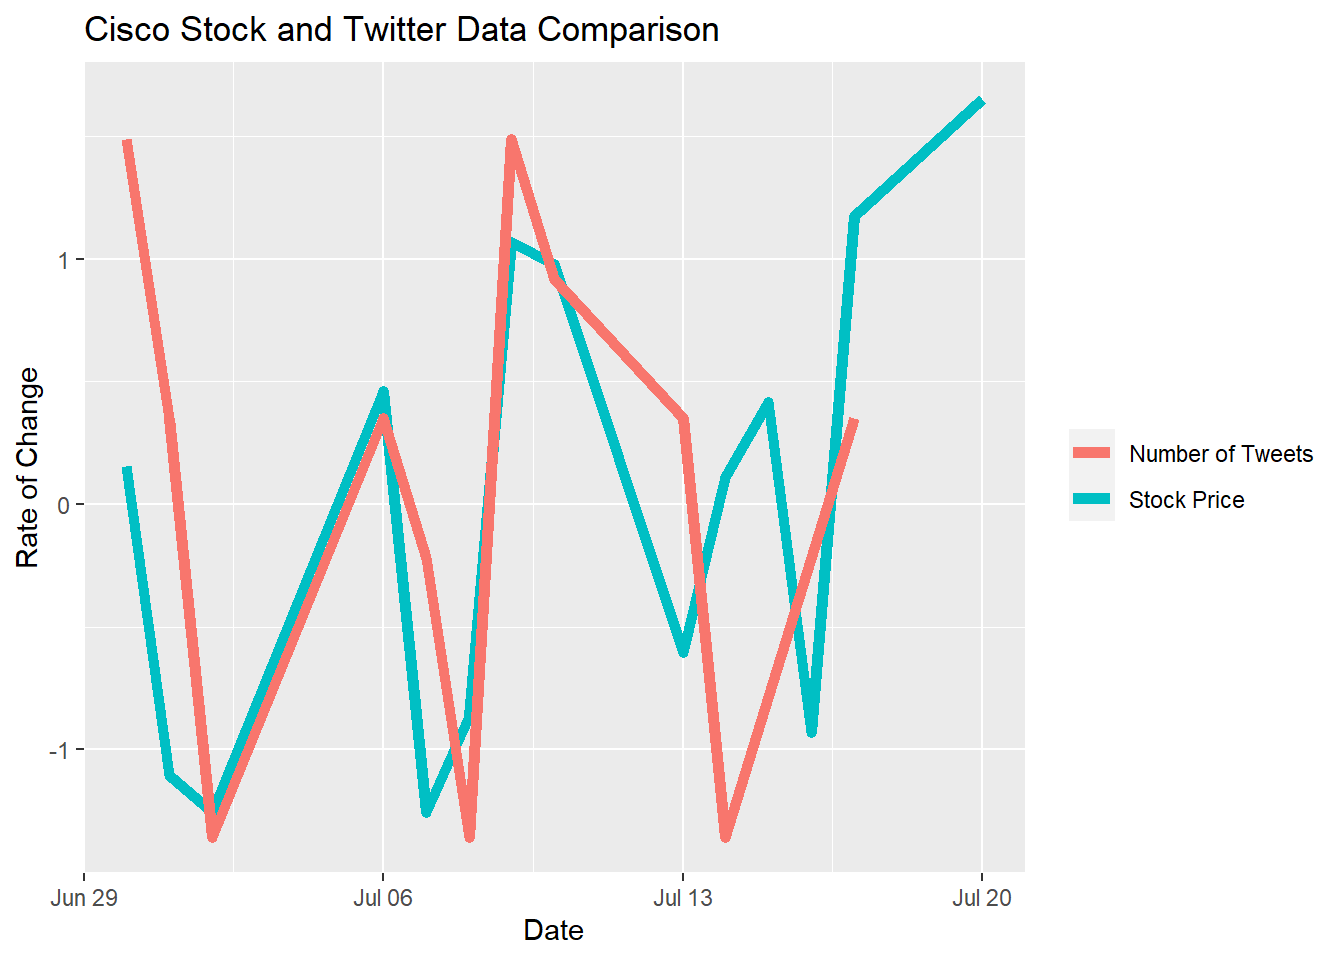 Cisco Stock and Twitter Data Comparison
Rate of Change
1
0
-1
Jun 29
Jul 06
Jul 13
Jul 20
Date
Number of Tweets
Stock Price